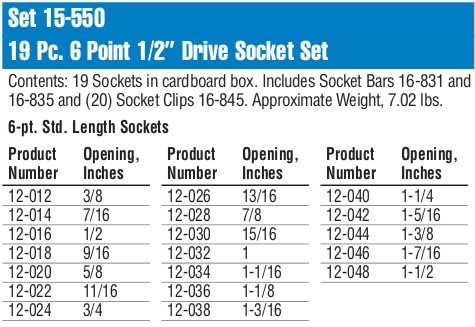 Set 15-550
19 Pc. 6 Point 1/2″ Drive Socket Set
Contents: 19 Sockets in cardboard box. Includes Socket Bars 16-831 and
16-835 and (20) Socket Clips 16-845. Approximate Weight, 7.02 lbs.
6-pt. Std. Length Sockets
Product Opening, Product Opening, Product Opening,
Number Inches Number Inches Number Inches
12-012 3/8 12-026 13/16 12-040 1-1/4
12-014 7/16 12-028 7/8 12-042 1-5/16
12-016 1/2 12-030 15/16 12-044 1-3/8
12-018 9/16 12-032 1 12-046 1-7/16
12-020 5/8 12-034 1-1/16 12-048 1-1/2
12-022 11/16 12-036 1-1/8
12-024 3/4 12-038 1-3/16